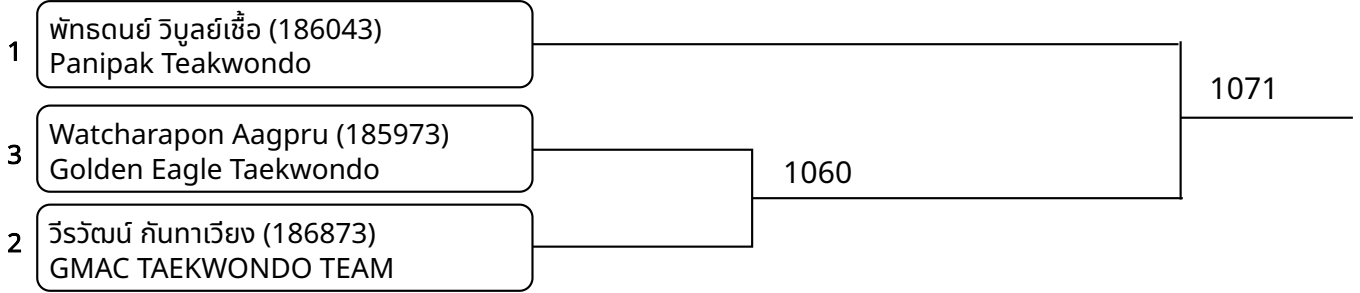 1
พัทธดนย์ วิบูลย์เชื้อ (186043)
Panipak Teakwondo
1071
3
Watcharapon Aagpru (185973)
Golden Eagle Taekwondo
1060
2
วีรวัฒน์ กันทาเวียง (186873)
GMAC TAEKWONDO TEAM